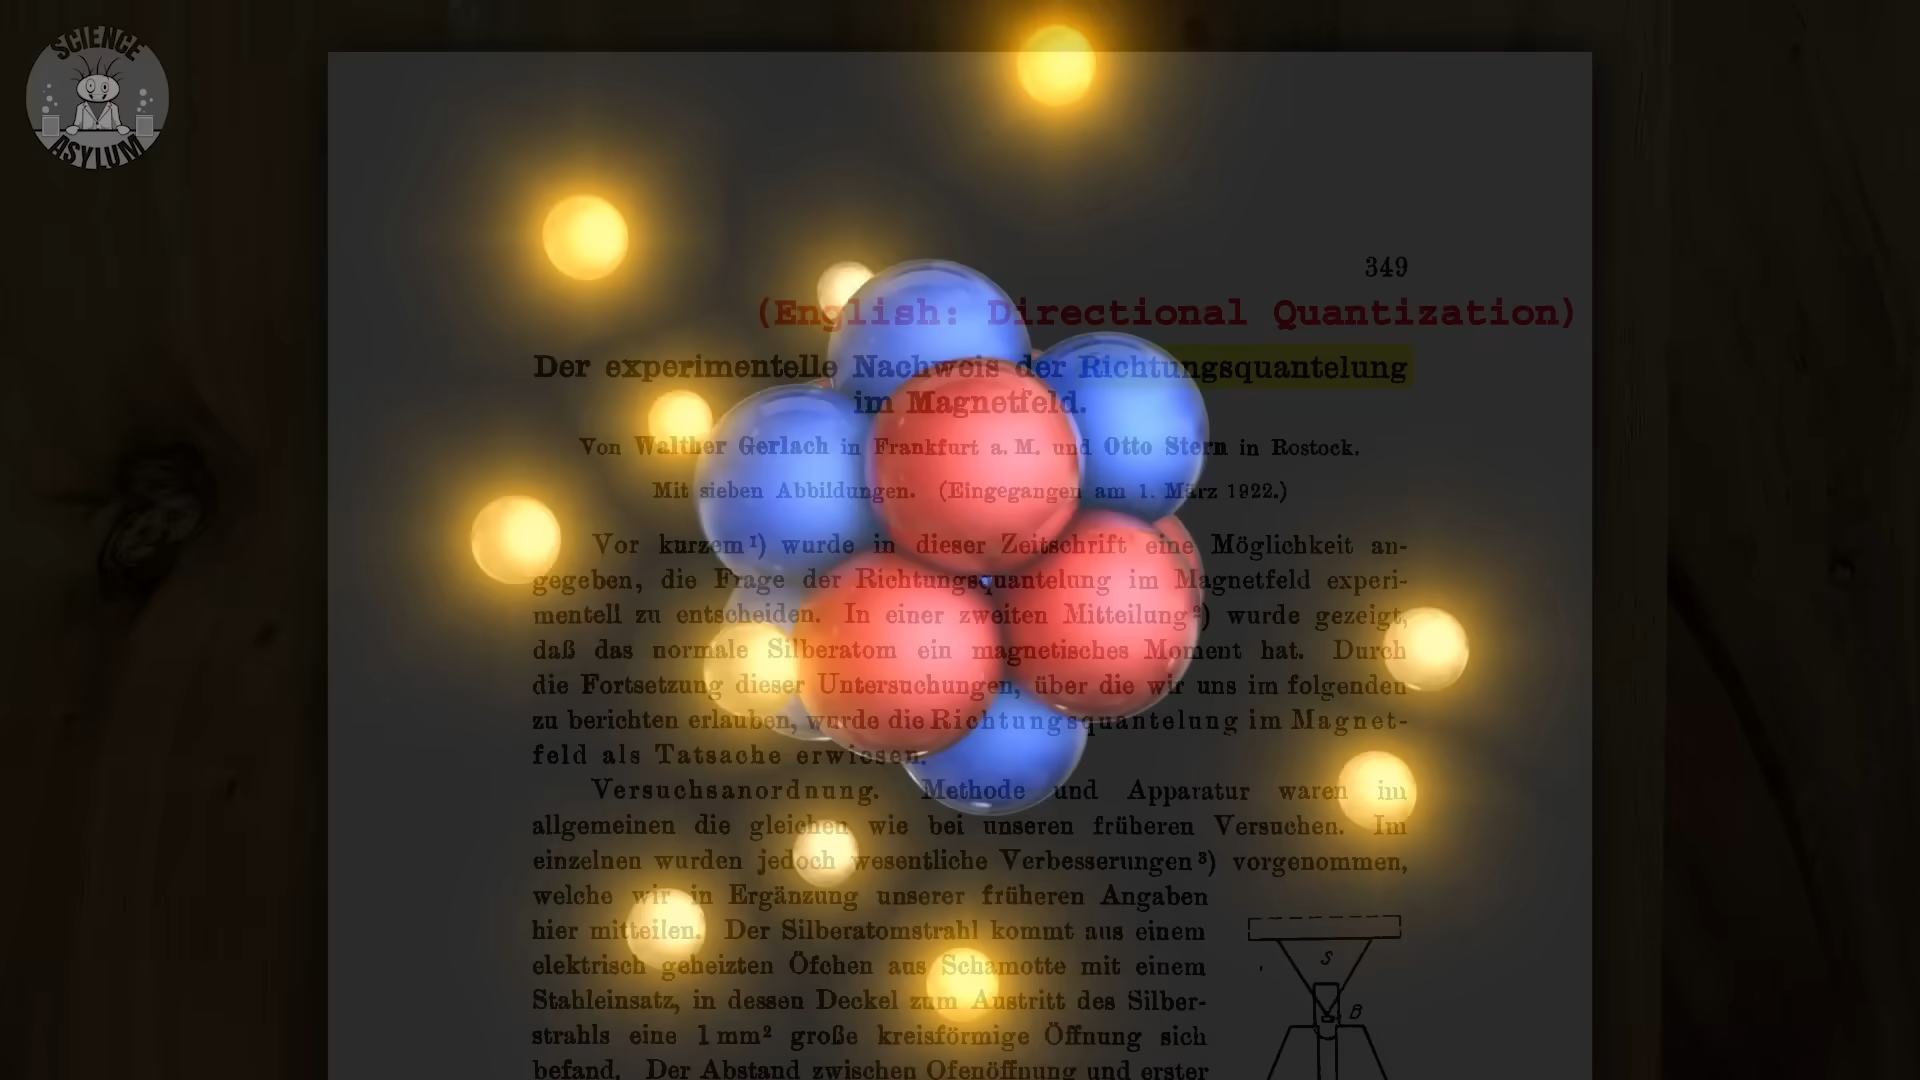 SCIENCE
ASYLUM
349
(English: Directional Quantization)
Der experimentelle Nachweis der Richtungsquantelung
im Magnetfeld.
Von Walther Gerlach in Frankfurt a. M. und Otto Stern in Rostock.
Mit sieben Abbildungen. (Eingegangen am 1. März 1922.)
Vor kurzem¹) wurde in dieser Zeitschrift eine Möglichkeit an-
gegeben, die Frage der Richtungsquantelung im Magnetfeld experi-
mentell zu entscheiden. In einer zweiten Mitteilung²) wurde gezeigt,
daß das normale Silberatom ein magnetisches Moment hat. Durch
die Fortsetzung dieser Untersuchungen, über die wir uns im folgenden
zu berichten erlauben, wurde die Richtungsquantelung im Magnet-
feld als Tatsache erwiesen.
Versuchsanordnung. Methode und Apparatur waren im
allgemeinen die gleichen wie bei unseren früheren Versuchen. Im
einzelnen wurden jedoch wesentliche Verbesserungen³) vorgenommen,
welche wir in Ergänzung unserer früheren Angaben
hier mitteilen. Der Silberatomstrahl kommt aus einem
elektrisch geheizten Öfchen aus Schamotte mit einem
Stahleinsatz, in dessen Deckel zum Austritt des Silber-
strahls eine 1 mm² große kreisförmige Öffnung sich
befand. Der Abstand zwischen Ofenöffnung und erster
S
B